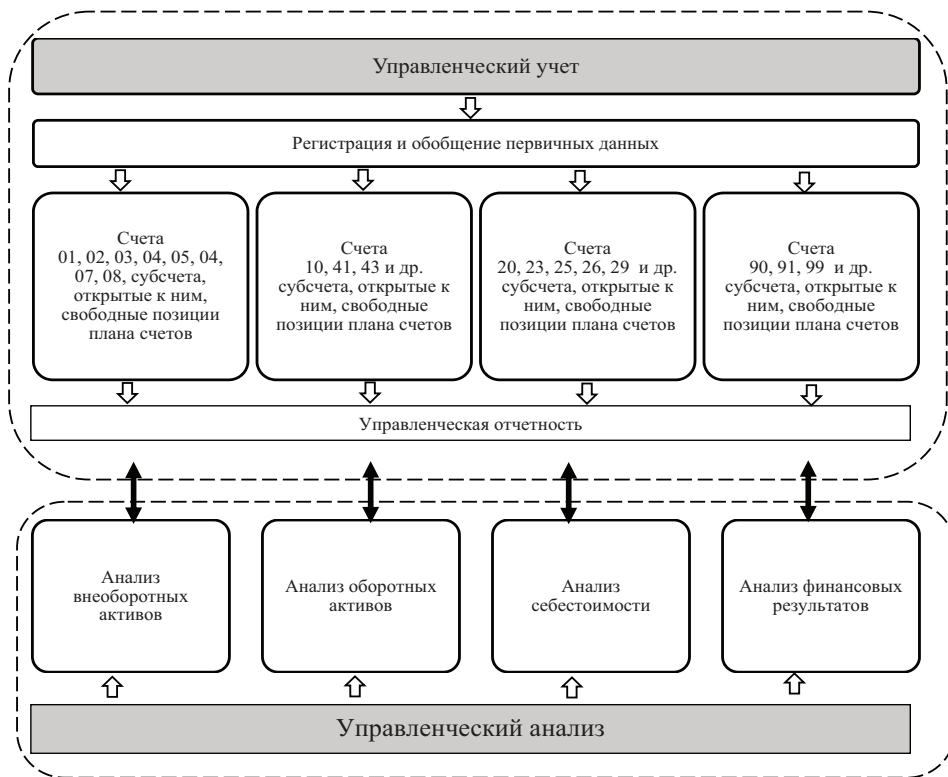 Управленческий учет
Регистрация и обобщение первичных данных
Счета
01, 02, 03, 04, 05, 04,
07, 08, субсчета,
открытые к ним,
свободные позиции
плана счетов
Счета
10, 41, 43 и др.
субсчета, открытые к
ним, свободные
позиции плана счетов
Счета
20, 23, 25, 26, 29 и др.
субсчета, открытые к
ним, свободные
позиции плана счетов
Счета
90, 91, 99 и др.
субсчета, открытые к
ним, свободные
позиции плана счетов
Управленческая отчетность
Анализ
внеоборотных
активов
Анализ оборотных
активов
Анализ
себестоимости
Анализ финансовых
результатов
Управленческий анализ